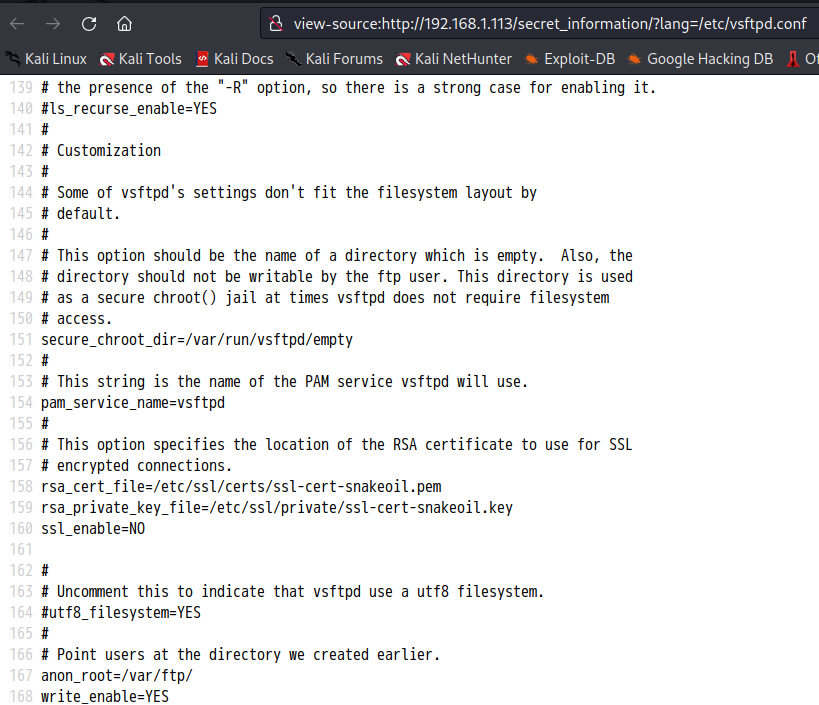 view-source:http://192.168.1.113/secret_information/?lang=/etc/vsftpd.conf
Kali Linux Kali Tools Kali Docs Kali Forums Kali NetHunter Exploit-DB Google Hacking DB
139 # the presence of the "-R" option, so there is a strong case for enabling it.
140 #ls_recurse_enable=YES
141 #
142 # Customization
143 #
144 # Some of vsftpd's settings don't fit the filesystem layout by
145 # default.
146 #
147 # This option should be the name of a directory which is empty.  Also, the
148 # directory should not be writable by the ftp user. This directory is used
149 # as a secure chroot() jail at times vsftpd does not require filesystem
150 # access.
151 secure_chroot_dir=/var/run/vsftpd/empty
152 #
153 # This string is the name of the PAM service vsftpd will use.
154 pam_service_name=vsftpd
155 #
156 # This option specifies the location of the RSA certificate to use for SSL
157 # encrypted connections.
158 rsa_cert_file=/etc/ssl/certs/ssl-cert-snakeoil.pem
159 rsa_private_key_file=/etc/ssl/private/ssl-cert-snakeoil.key
160 ssl_enable=NO
161
162 #
163 # Uncomment this to indicate that vsftpd use a utf8 filesystem.
164 #utf8_filesystem=YES
165 #
166 # Point users at the directory we created earlier.
167 anon_root=/var/ftp/
168 write_enable=YES